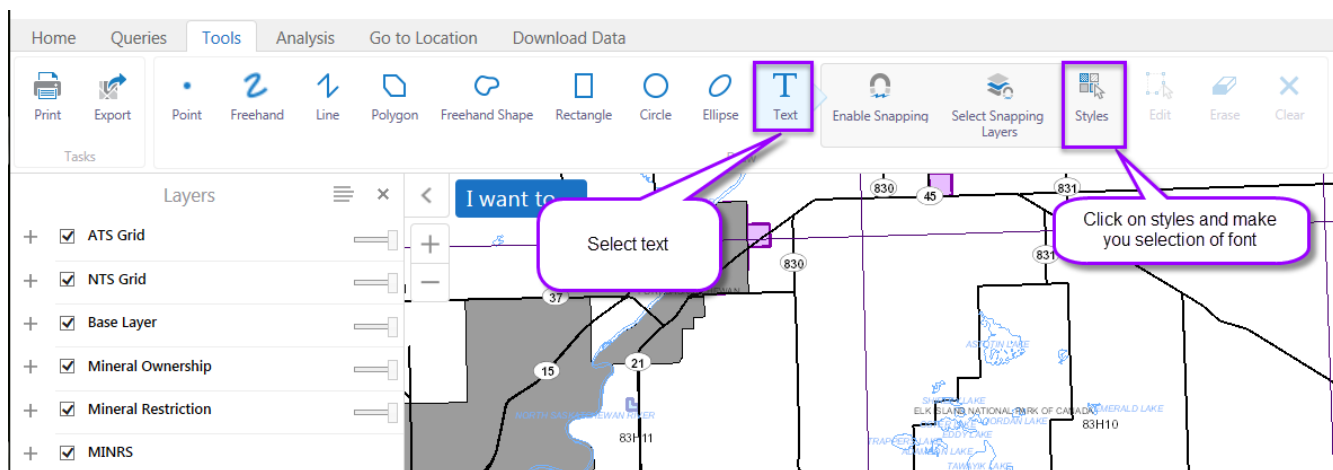 Home Queries Tools Analysis Go to Location Download Data
Print Export Point Freehand Line Polygon Freehand Shape Rectangle Circle Ellipse Text Enable Snapping Select Snapping Layers Styles Edit Erase Clear
Tasks
Layers
I want to
Select text
Click on styles and make
you selection of font
ATS Grid
NTS Grid
Base Layer
Mineral Ownership
Mineral Restriction
MINRS
830
45
831
830
831
37
15
21
ASTOTIN LAKE
ELK ISLAND NATIONAL PARK OF CANADA
EMERALD LAKE
83H11
83H10
EDDY LAKE
TAWAYIK LAKE